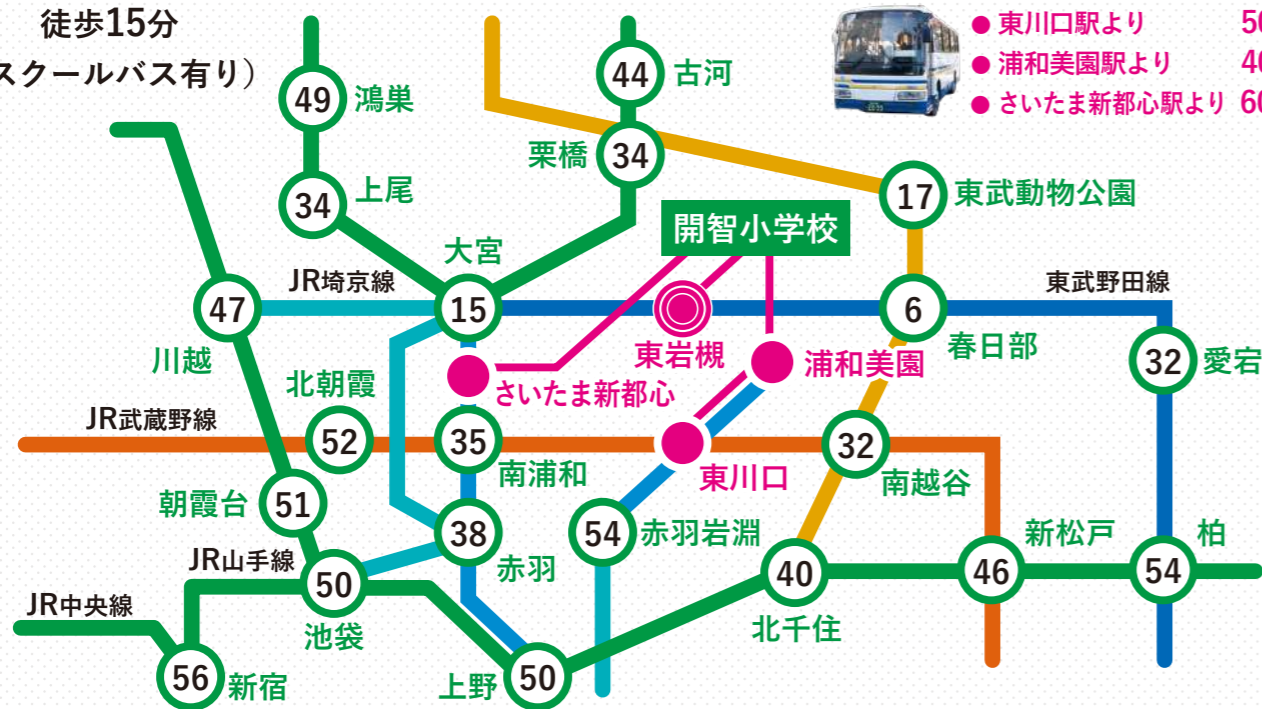 徒歩15分
スクールバス有り）
● 東川口駅より
● 浦和美園駅より
● さいたま新都心駅より
49 鴻巣
44 古河
34 上尾
栗橋 34
17 東武動物公園
開智小学校
大宮
15
JR埼京線
47
川越
東岩槻
6
春日部
東武野田線
浦和美園
さいたま新都心
32 愛宕
北朝霞
52
JR武蔵野線
35
南浦和
東川口
32
南越谷
朝霞台 51
38
赤羽
54 赤羽岩淵
JR山手線
50
池袋
40
北千住
新松戸
46
柏
54
JR中央線
56 新宿
上野 50